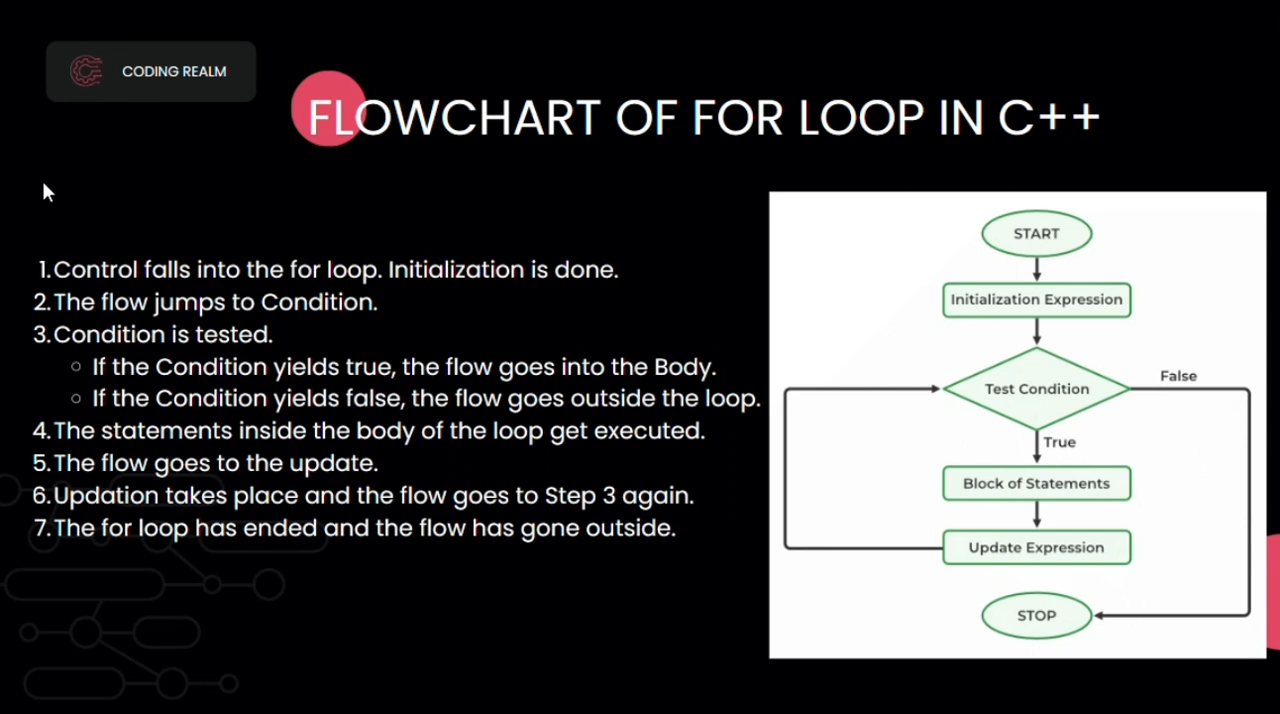 CODING REALM
FLOWCHART OF FOR LOOP IN C++
1.Control falls into the for loop. Initialization is done.
2.The flow jumps to Condition.
3.Condition is tested.
If the Condition yields true, the flow goes into the Body.
If the Condition yields false, the flow goes outside the loop.
4.The statements inside the body of the loop get executed.
5.The flow goes to the update.
6.Updation takes place and the flow goes to Step 3 again.
7.The for loop has ended and the flow has gone outside.
START
Initialization Expression
Test Condition
False
True
Block of Statements
Update Expression
STOP